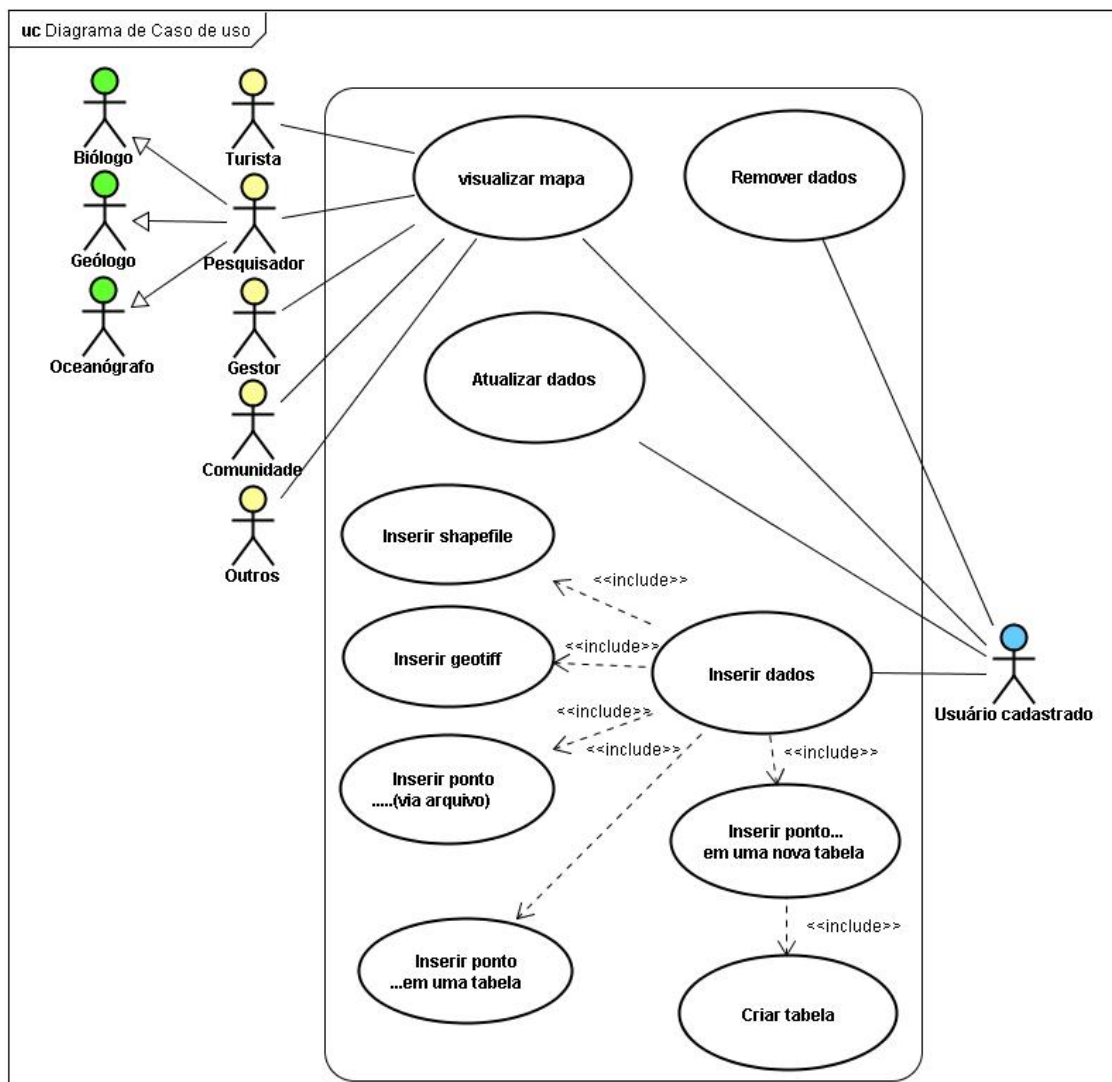 uc Diagrama de Caso de uso
Biólogo
Turista
Geólogo
Pesquisador
Oceanógrafo
Gestor
Comunidade
Outros
visualizar mapa
Remover dados
Atualizar dados
Inserir shapefile
<<include>>
Inserir geotiff
<<include>>
Inserir dados
Usuário cadastrado
<<include>>
<<include>>
<<include>>
Inserir ponto
.....(via arquivo)
Inserir ponto...
em uma nova tabela
<<include>>
Inserir ponto
...em uma tabela
Criar tabela